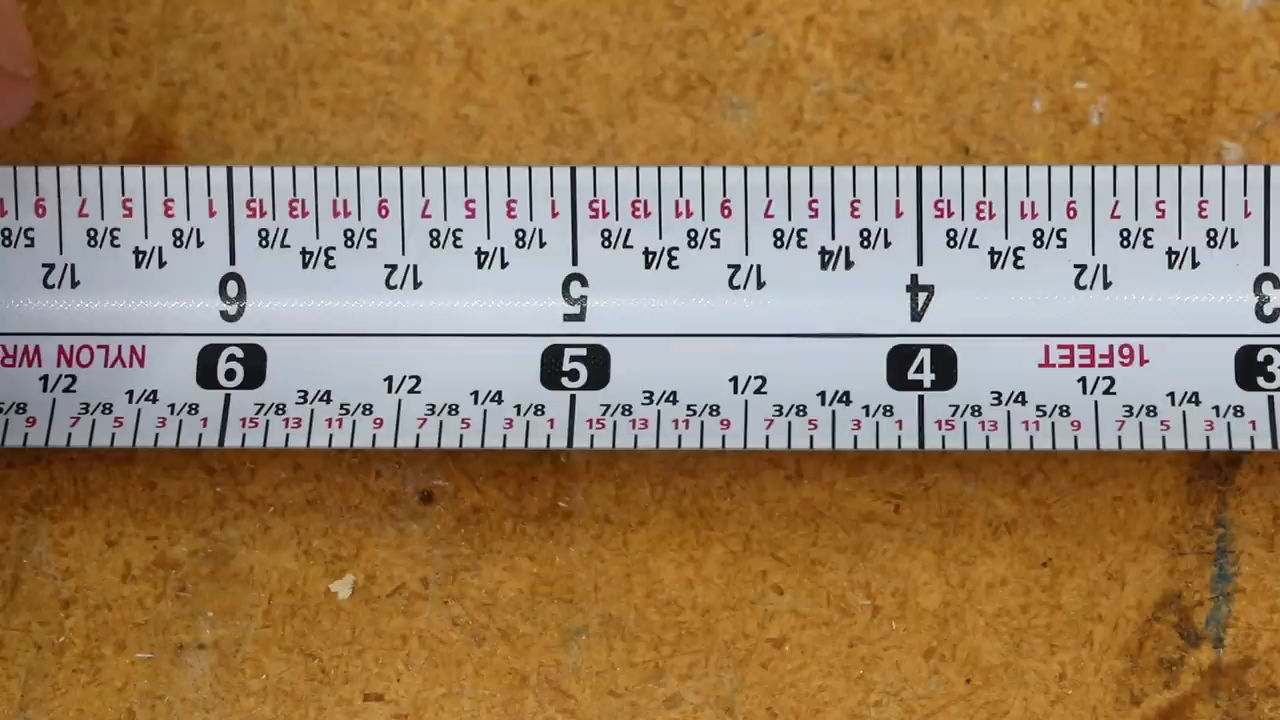 1 9 7 5 3 1 15 13 11 9 7 5 3 1 15 13 11 9 7 5 3 1 15 13 11 9 7 5 3 1
5/8 3/8 1/8 7/8 5/8 3/8 1/8 7/8 5/8 3/8 1/8 7/8 5/8 3/8 1/8
1/2 1/4 3/4 1/2 1/4 3/4 1/2 1/4 3/4 1/2 1/4
6 5 4 3
NYLON WR 16FEET
6 5 4 3
1/2 1/4 3/4 1/2 1/4 3/4 1/2 1/4 3/4 1/2 1/4
5/8 3/8 1/8 7/8 5/8 3/8 1/8 7/8 5/8 3/8 1/8 7/8 5/8 3/8 1/8
9 7 5 3 1 15 13 11 9 7 5 3 1 15 13 11 9 7 5 3 1 15 13 11 9 7 5 3 1